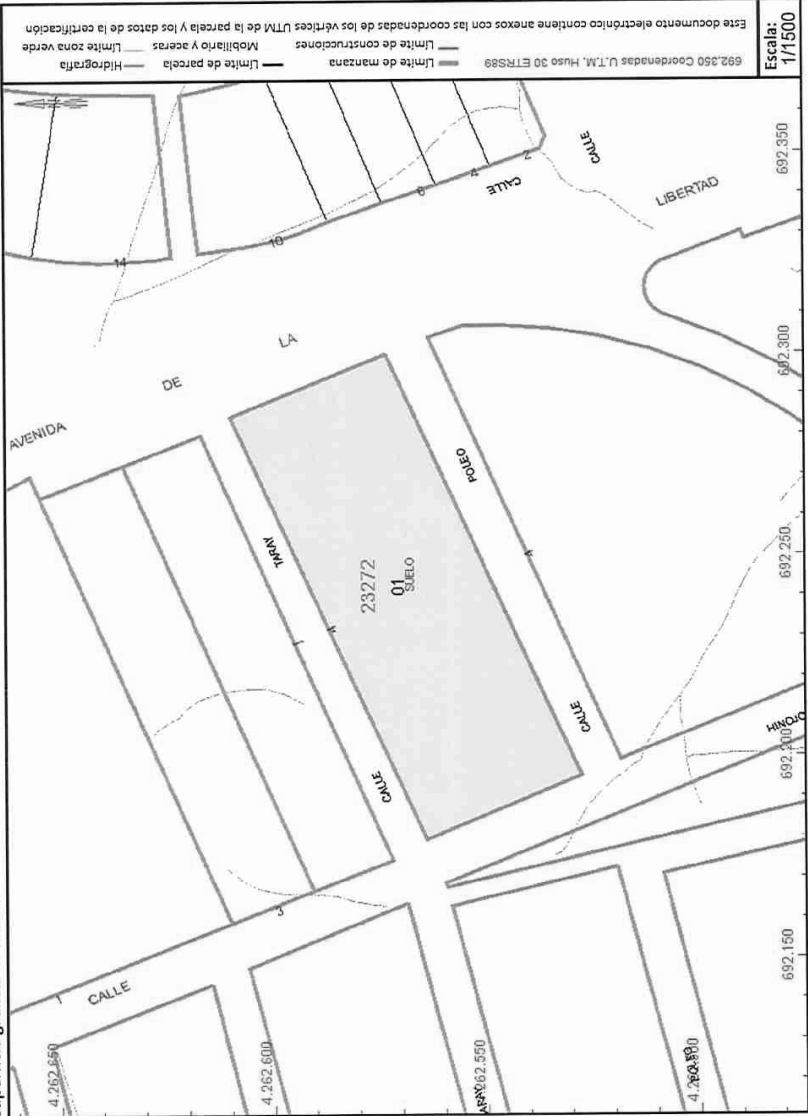 Escala:
1/1500
692.350 Coordenadas U.T.M. Huso 30 ETRS89
Límite de manzana
Límite de parcela
Límite de construcciones
Mobiliario y aceras
Hidrografía
Límite zona verde
Este documento electrónico contiene anexos con las coordenadas de los vértices UTM de la parcela y los datos de la certificación
4.262.650
4.262.600
262.550
1
CALLE
3
AVENIDA
DE
LA
LIBERTAD
14
10
6
4
2
CALLE
CALLE
CALLE
TARAY
1
4
23272
01
SUELO
CALLE
POLEO
4
HINOJO
ARAY
POLEO
692.150
692.200
692.250
692.300
692.350